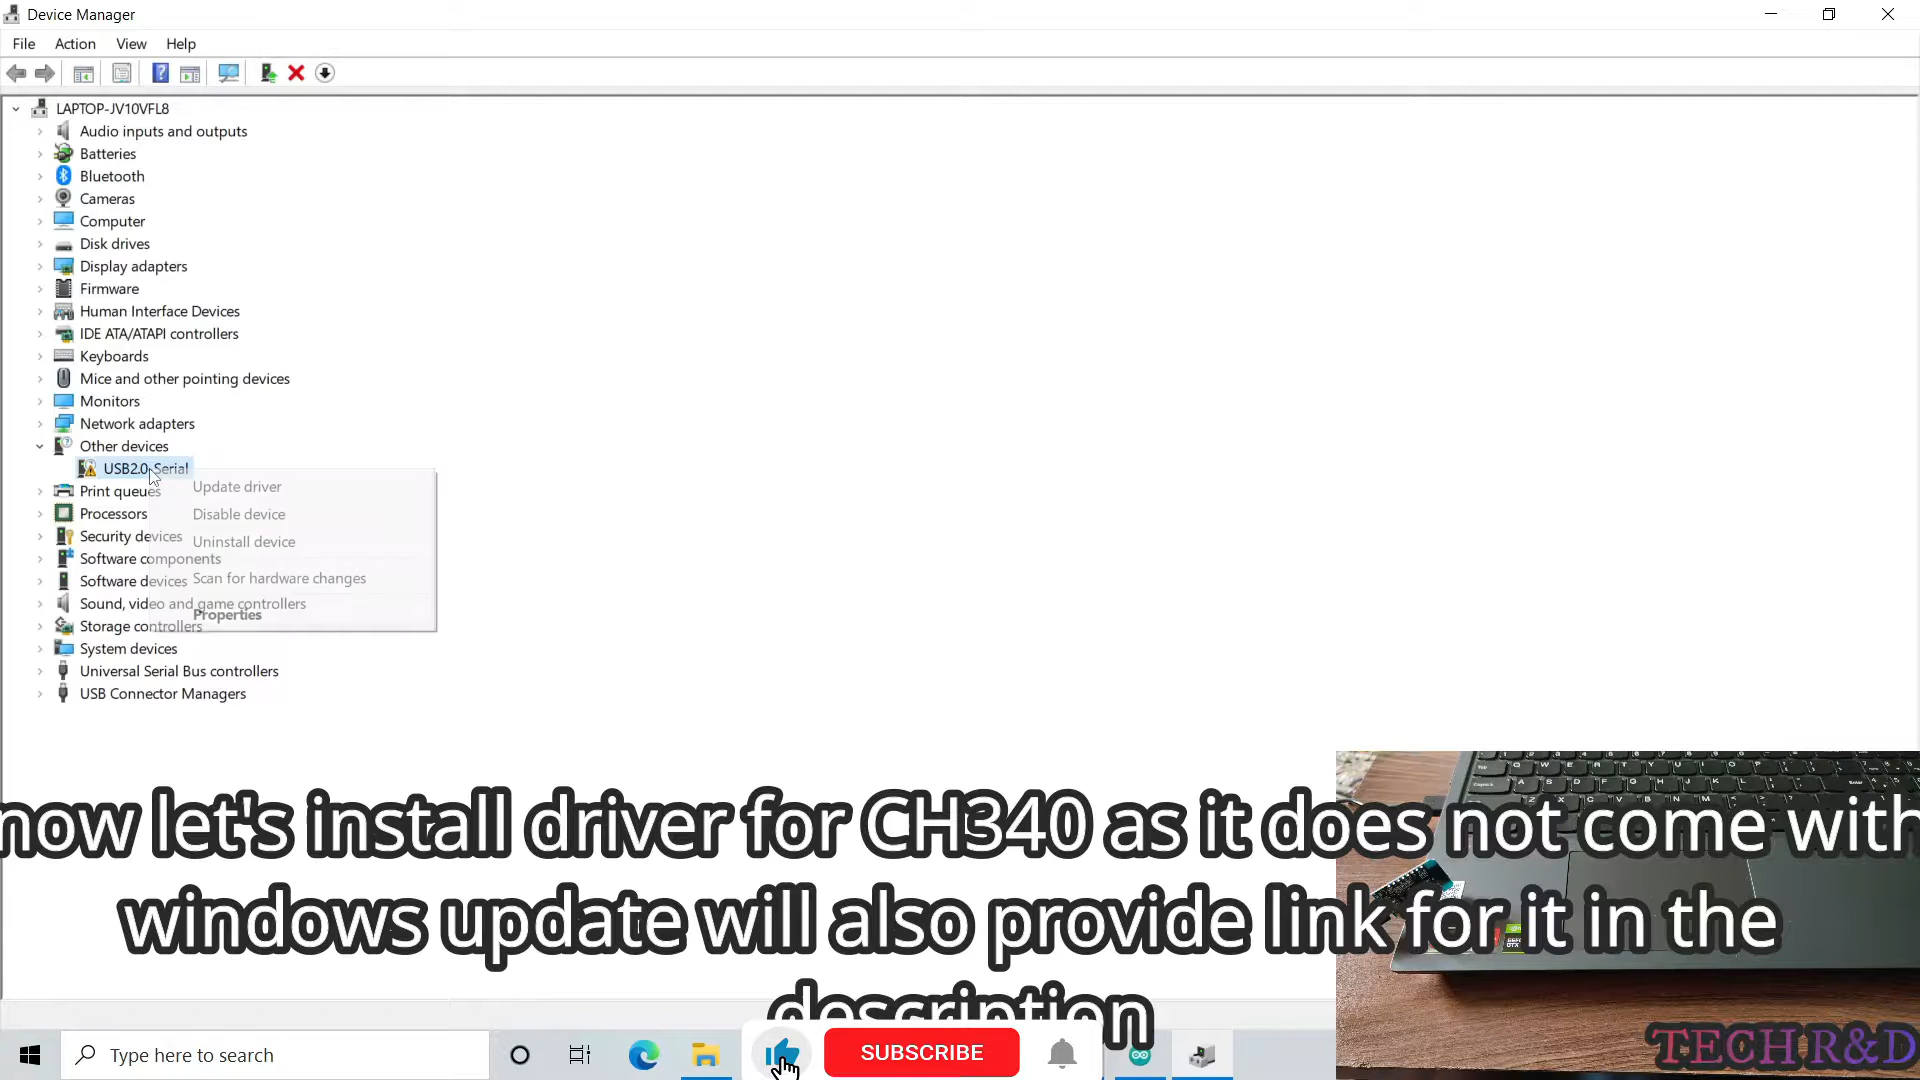 Device Manager
File Action View Help
LAPTOP-JV10VFL8
Audio inputs and outputs
Batteries
Bluetooth
Cameras
Computer
Disk drives
Display adapters
Firmware
Human Interface Devices
IDE ATA/ATAPI controllers
Keyboards
Mice and other pointing devices
Monitors
Network adapters
Other devices
USB2.0-Serial
Print queues
Processors
Security devices
Software components
Software devices
Sound, video and game controllers
Storage controllers
System devices
Universal Serial Bus controllers
USB Connector Managers
Update driver
Disable device
Uninstall device
Scan for hardware changes
Properties
now let's install driver for CH340 as it does not come with
windows update will also provide link for it in the
description
TECH R&D
Type here to search
SUBSCRIBE